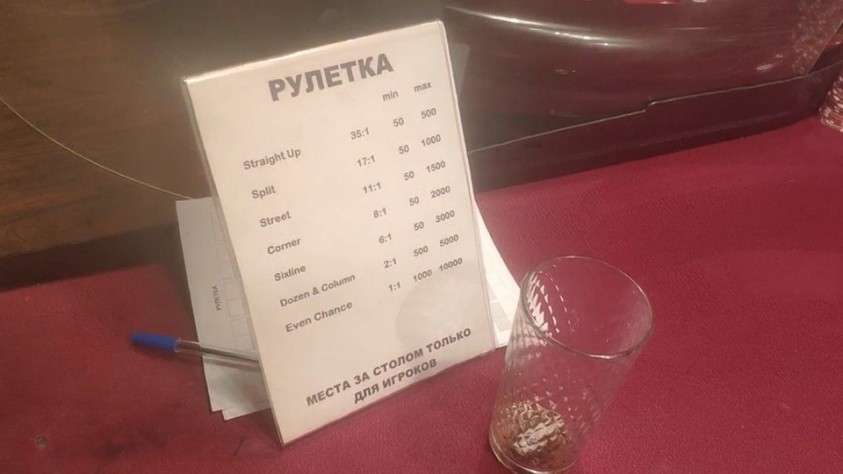 РУЛЕТКА
min max
Straight Up 35:1 50 500
Split 17:1 50 1000
Street 11:1 50 1500
Corner 8:1 50 2000
Sixline 6:1 50 3000
Dozen & Column 2:1 500 5000
Even Chance 1:1 1000 10000
МЕСТА ЗА СТОЛОМ ТОЛЬКО
ДЛЯ ИГРОКОВ